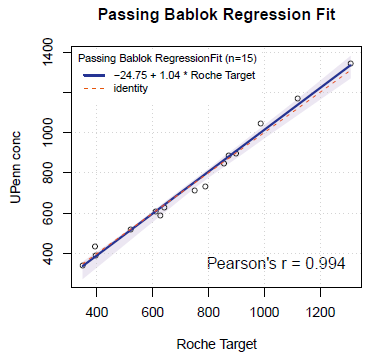 Passing Bablok Regression Fit
Passing Bablok RegressionFit (n=15)
−24.75 + 1.04 * Roche Target
identity
UPenn conc
1400
1000
800
600
400
Pearson's r = 0.994
400 600 800 1000 1200
Roche Target